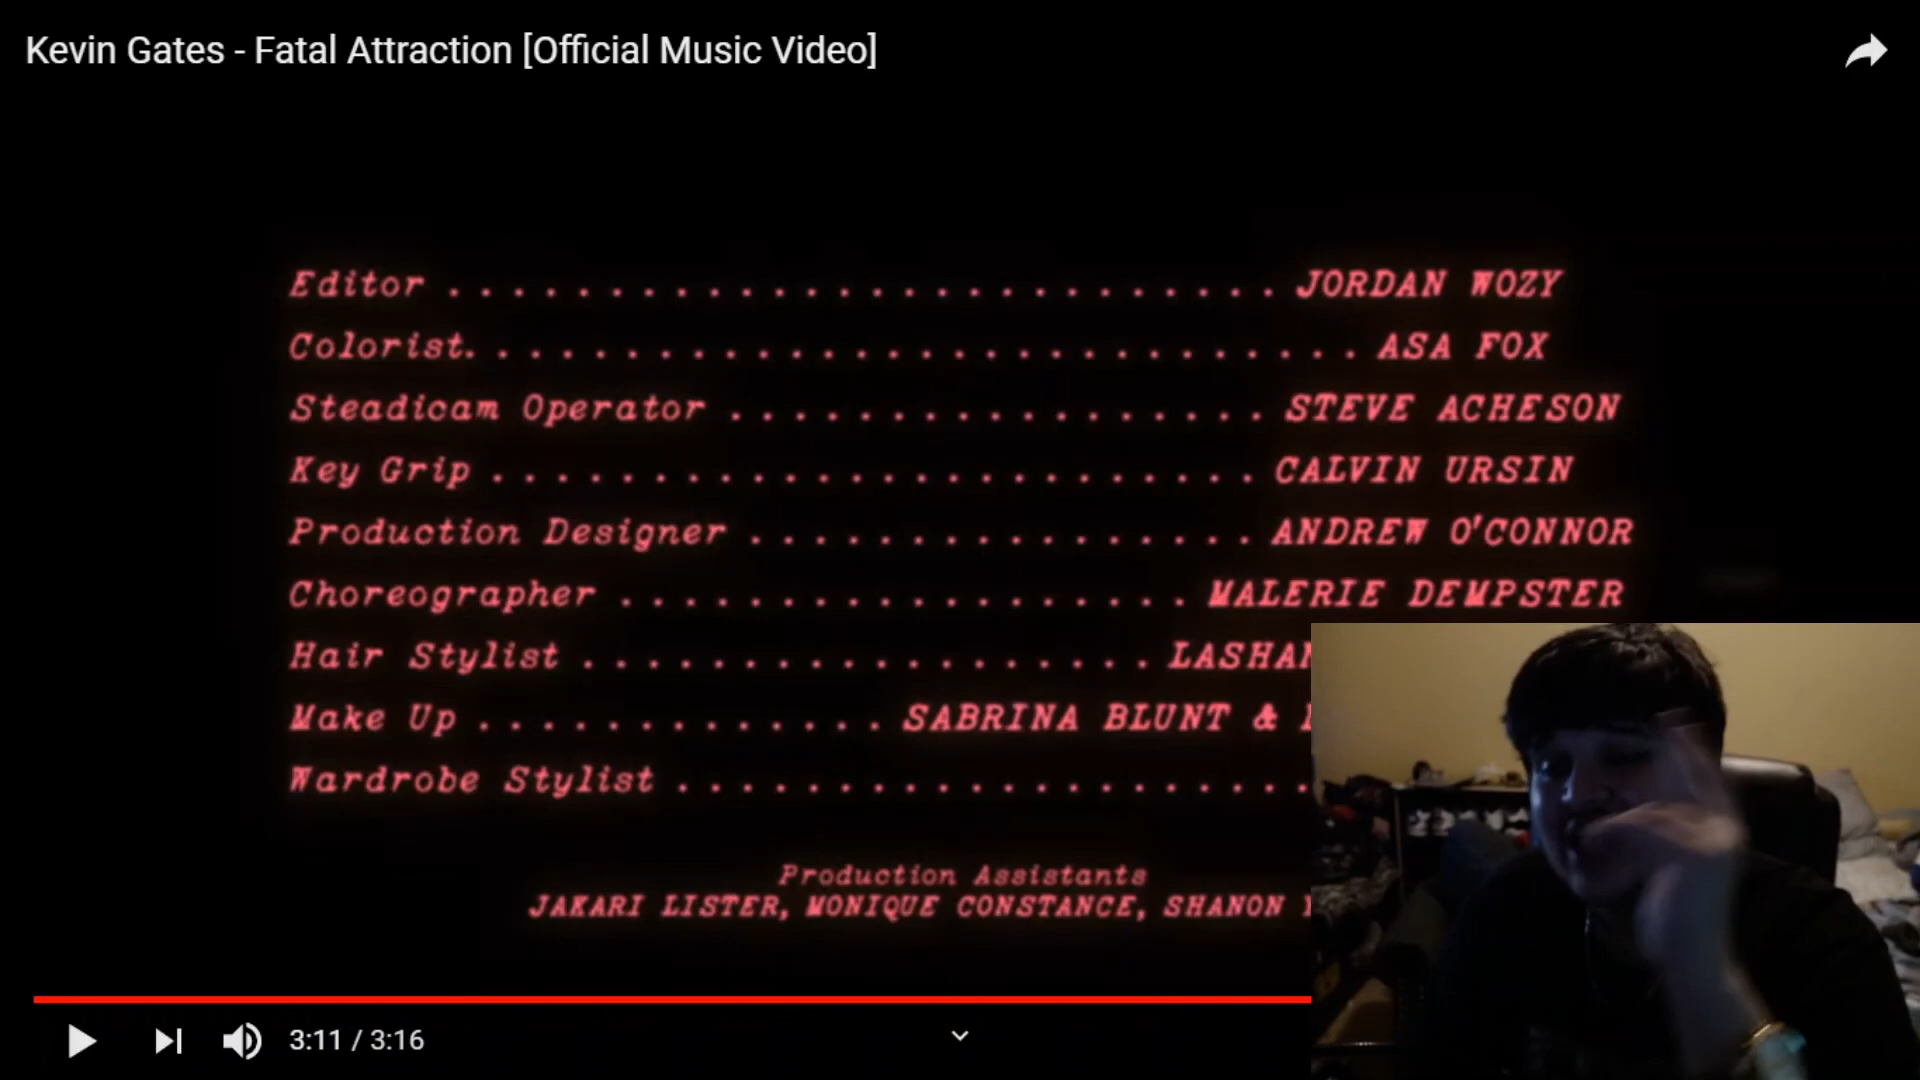 Kevin Gates - Fatal Attraction [Official Music Video]
Editor . . . . . . . . . . . . . . . . . . . . . . . . . . JORDAN WOZY
Colorist. . . . . . . . . . . . . . . . . . . . . . . . . . . . ASA FOX
Steadicam Operator . . . . . . . . . . . . . . . . . STEVE ACHESON
Key Grip . . . . . . . . . . . . . . . . . . . . . . . . CALVIN URSIN
Production Designer . . . . . . . . . . . . . . . . ANDREW O'CONNOR
Choreographer . . . . . . . . . . . . . . . . . . MALERIE DEMPSTER
Hair Stylist . . . . . . . . . . . . . . . . . .
Make Up . . . . . . . . . . . . . SABRINA BLUNT &
Wardrobe Stylist . . . . . . . . . . . . . . . . . . . .
Production Assistants
JAKARI LISTER, MONIQUE CONSTANCE, SHANON
3:11 / 3:16